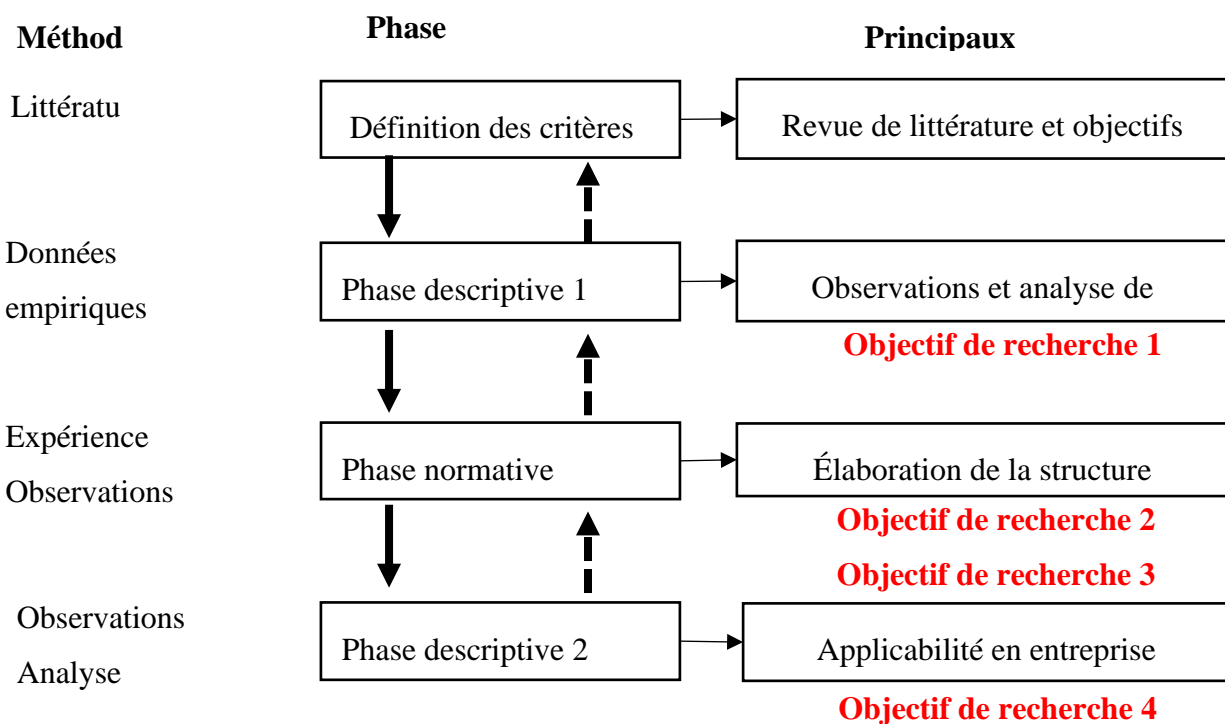 Méthod
Phase
Principaux
Littératu
Définition des critères
Revue de littérature et objectifs
Données
empiriques
Phase descriptive 1
Observations et analyse de
Objectif de recherche 1
Expérience
Observations
Phase normative
Élaboration de la structure
Objectif de recherche 2
Objectif de recherche 3
Observations
Analyse
Phase descriptive 2
Applicabilité en entreprise
Objectif de recherche 4